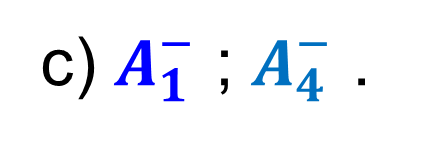 c) A₁⁻ ; A₄⁻ .